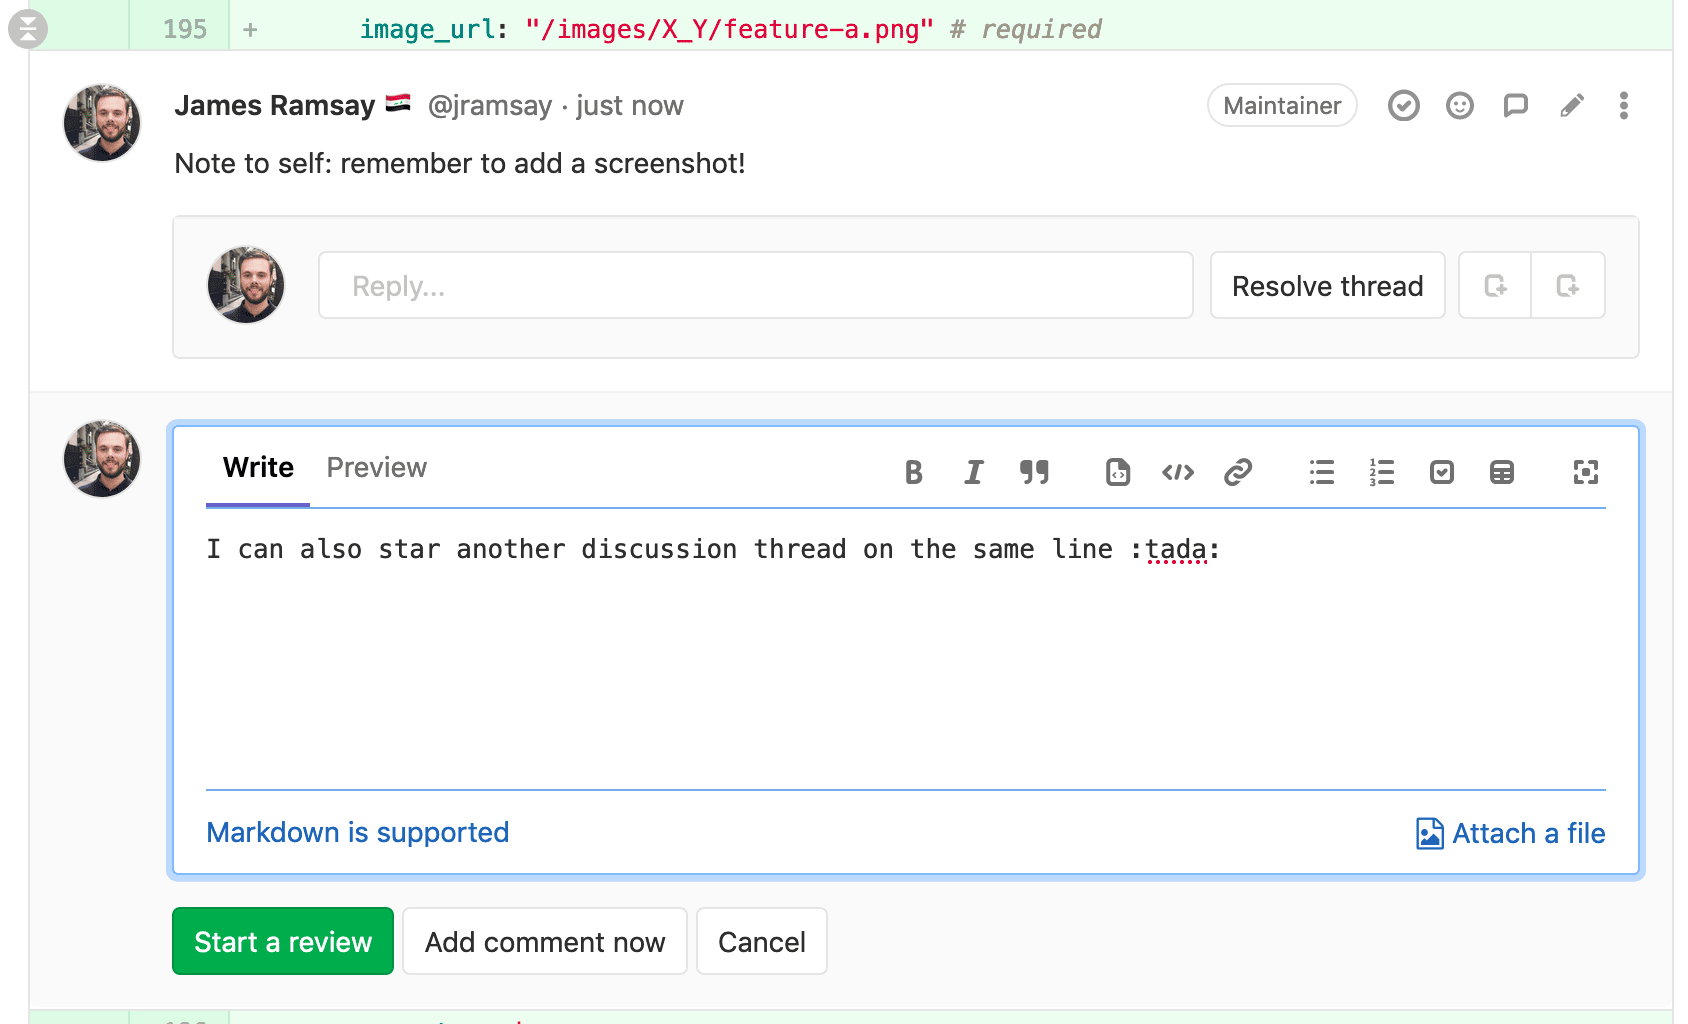 195 + image_url: "/images/X_Y/feature-a.png" # required
James Ramsay @jramsay · just now Maintainer
Note to self: remember to add a screenshot!
Reply... Resolve thread
Write Preview
I can also star another discussion thread on the same line :tada:
Markdown is supported Attach a file
Start a review Add comment now Cancel